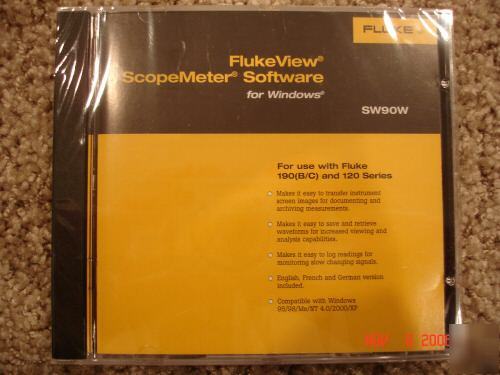 FLUKE
FlukeView®
ScopeMeter® Software
for Windows®
SW90W
For use with Fluke
190(B/C) and 120 Series
Makes it easy to transfer instrument
screen images for documenting and
archiving measurements.
Makes it easy to save and retrieve
waveforms for increased viewing and
analysis capabilities.
Makes it easy to log readings for
monitoring slow changing signals.
English, French and German version
included.
Compatible with Windows
95/98/Me/NT 4.0/2000/XP